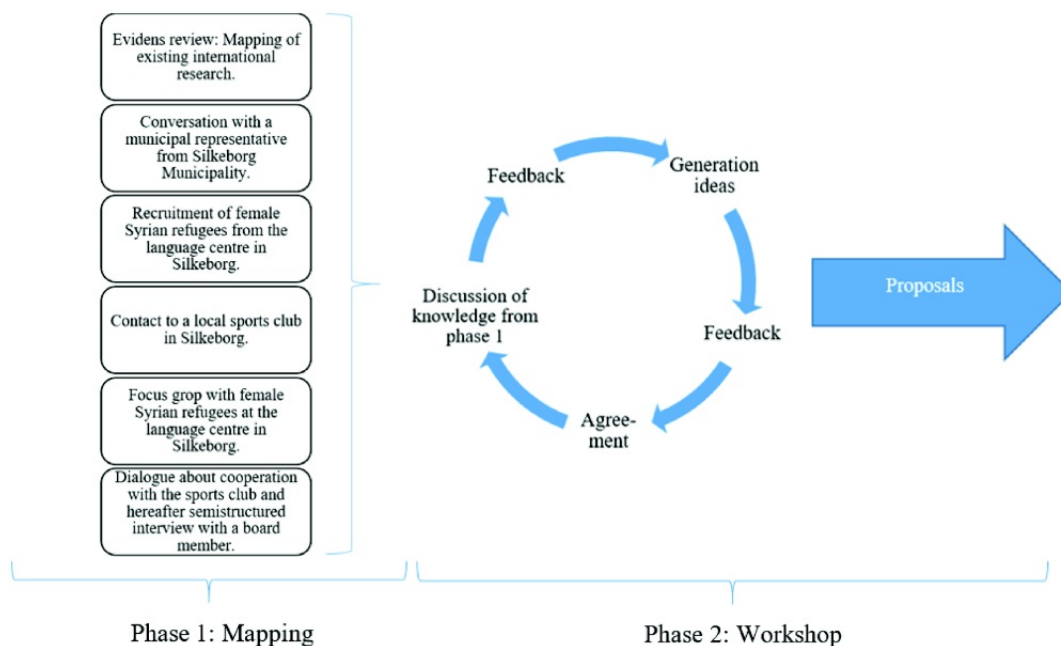 Evidens review: Mapping of
existing international
research.
Conversation with a
municipal representative
from Silkeborg
Municipality.
Recruitment of female
Syrian refugees from the
language centre in
Silkeborg.
Contact to a local sports club
in Silkeborg.
Focus grop with female
Syrian refugees at the
language centre in
Silkeborg.
Dialogue about cooperation
with the sports club and
hereafter semistructured
interview with a board
member.
Feedback
Generation
ideas
Discussion of
knowledge from
phase 1
Feedback
Agree-
ment
Proposals
Phase 1: Mapping
Phase 2: Workshop